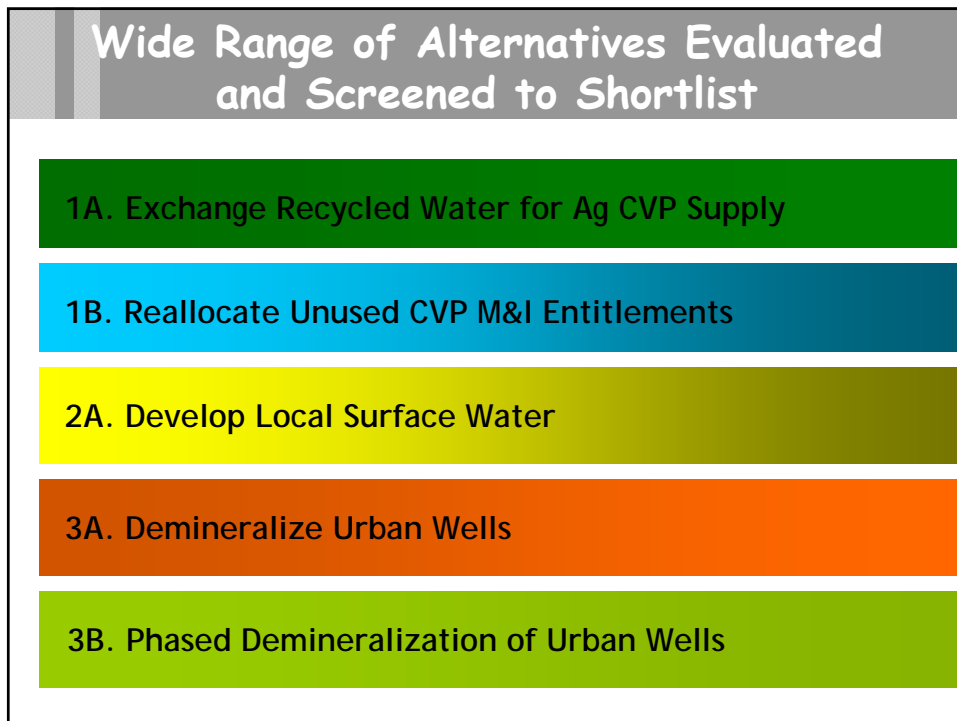 Wide Range of Alternatives Evaluated
and Screened to Shortlist
1A. Exchange Recycled Water for Ag CVP Supply
1B. Reallocate Unused CVP M&I Entitlements
2A. Develop Local Surface Water
3A. Demineralize Urban Wells
3B. Phased Demineralization of Urban Wells